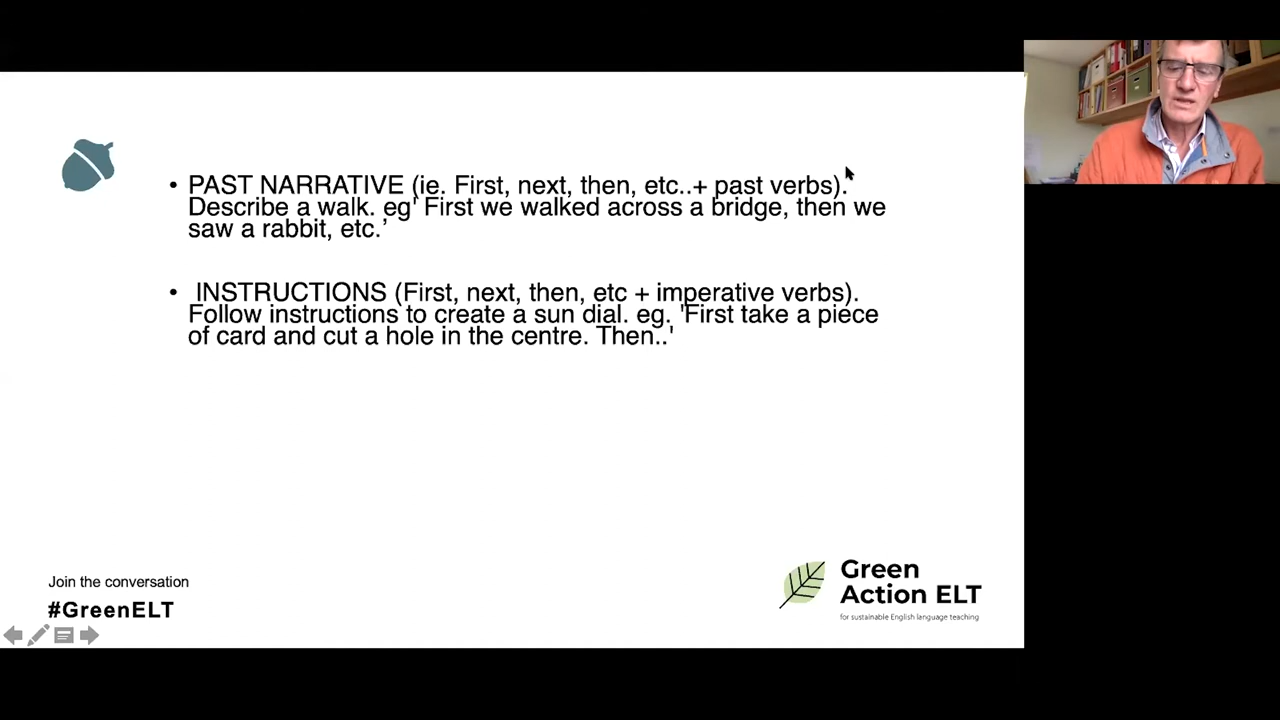 • PAST NARRATIVE (ie. First, next, then, etc..+ past verbs).
Describe a walk. eg' First we walked across a bridge, then we
saw a rabbit, etc.’
• INSTRUCTIONS (First, next, then, etc + imperative verbs).
Follow instructions to create a sun dial. eg. 'First take a piece
of card and cut a hole in the centre. Then..'
Join the conversation
#GreenELT
Green
Action ELT
for sustainable English language teaching